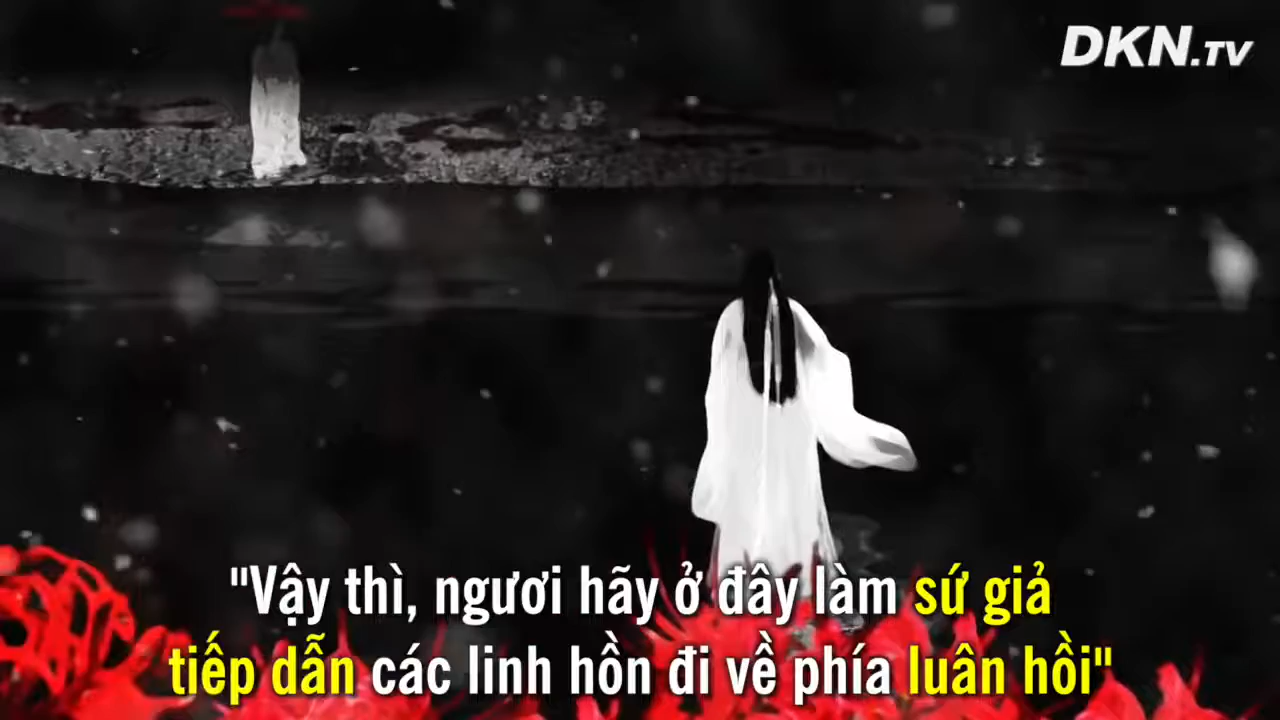 DKN.TV
"Vậy thì, ngươi hãy ở đây làm sứ giả
tiếp dẫn các linh hồn đi về phía luân hồi"